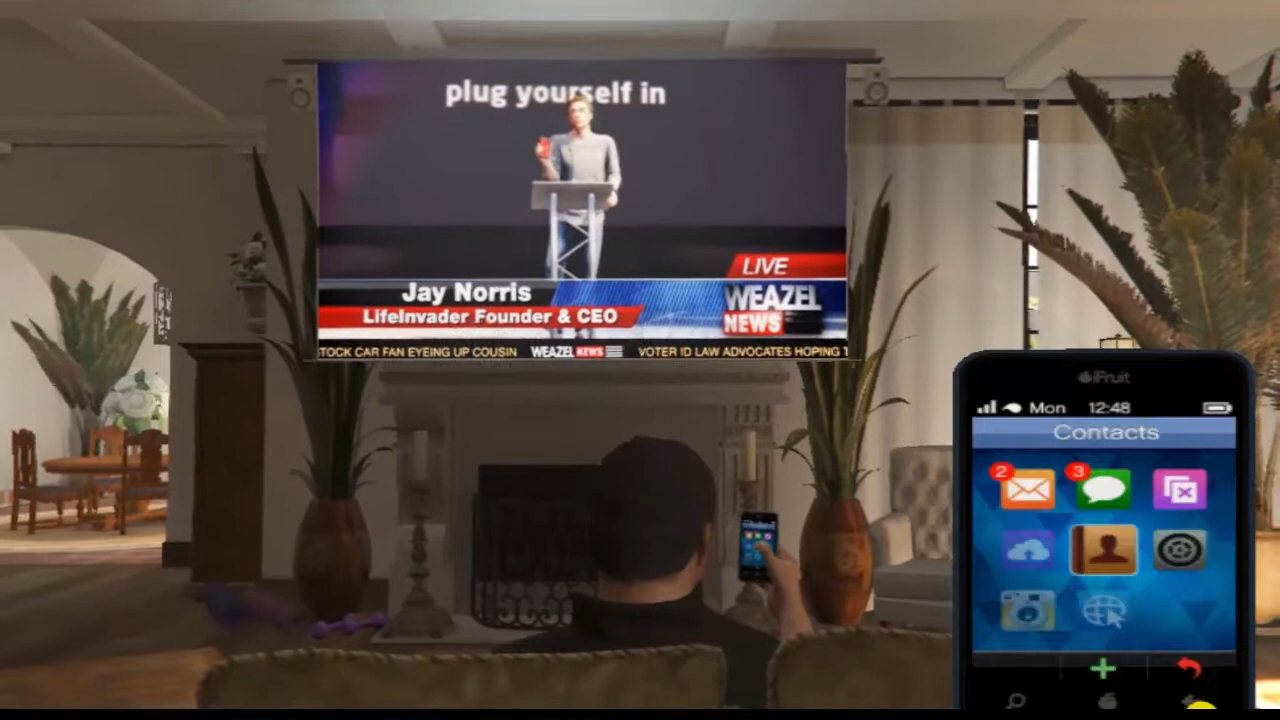 plug yourself in
LIVE
Jay Norris
LifeInvader Founder & CEO
WEAZEL
NEWS
TOCK CAR FAN EYEING UP COUSIN WEAZEL NEWS VOTER ID LAW ADVOCATES HOPING T
iFruit
Mon 12:48
Contacts
2
3